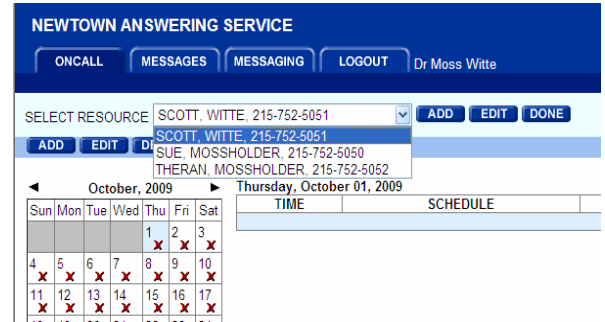 NEWTOWN ANSWERING SERVICE
ONCALL MESSAGES MESSAGING LOGOUT Dr Moss Witte
SELECT RESOURCE SCOTT, WITTE, 215-752-5051 ADD EDIT DONE
SCOTT, WITTE, 215-752-5051
ADD EDIT
SUE, MOSSHOLDER, 215-752-5050
THERAN, MOSSHOLDER, 215-752-5052
October, 2009 Thursday, October 01, 2009
Sun Mon Tue Wed Thu Fri Sat TIME SCHEDULE
1 2 3
4 5 6 7 8 9 10
11 12 13 14 15 16 17